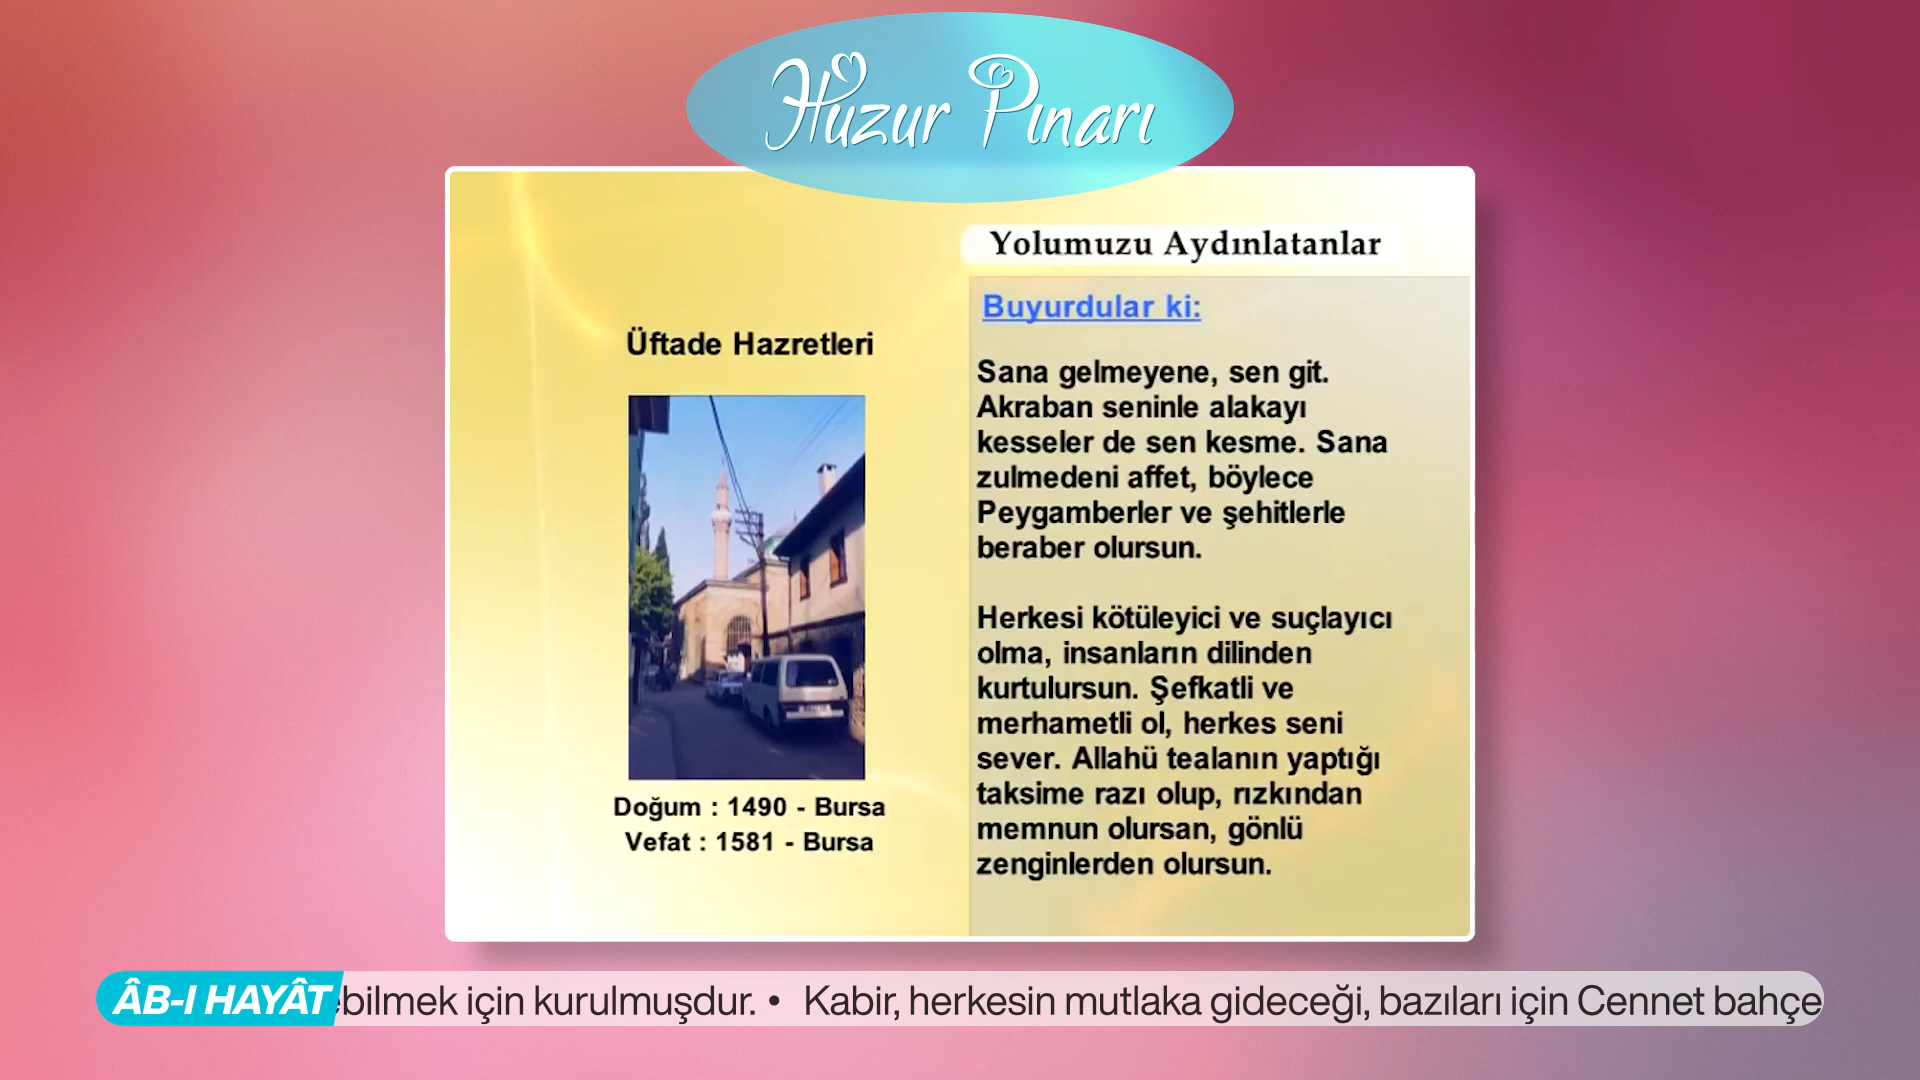 Huzur Pınarı
Yolumuzu Aydınlatanlar
Üftade Hazretleri
Doğum : 1490 - Bursa
Vefat : 1581 - Bursa
Buyurdular ki:
Sana gelmeyene, sen git.
Akraban seninle alakayı
kesseler de sen kesme. Sana
zulmedeni affet, böylece
Peygamberler ve şehitlerle
beraber olursun.
Herkesi kötüleyici ve suçlayıcı
olma, insanların dilinden
kurtulursun. Şefkatli ve
merhametli ol, herkes seni
sever. Allahü tealanın yaptığı
taksime razı olup, rızkından
memnun olursan, gönlü
zenginlerden olursun.
ÂB-I HAYÂT ebilmek için kurulmuşdur. • Kabir, herkesin mutlaka gideceği, bazıları için Cennet bahçe